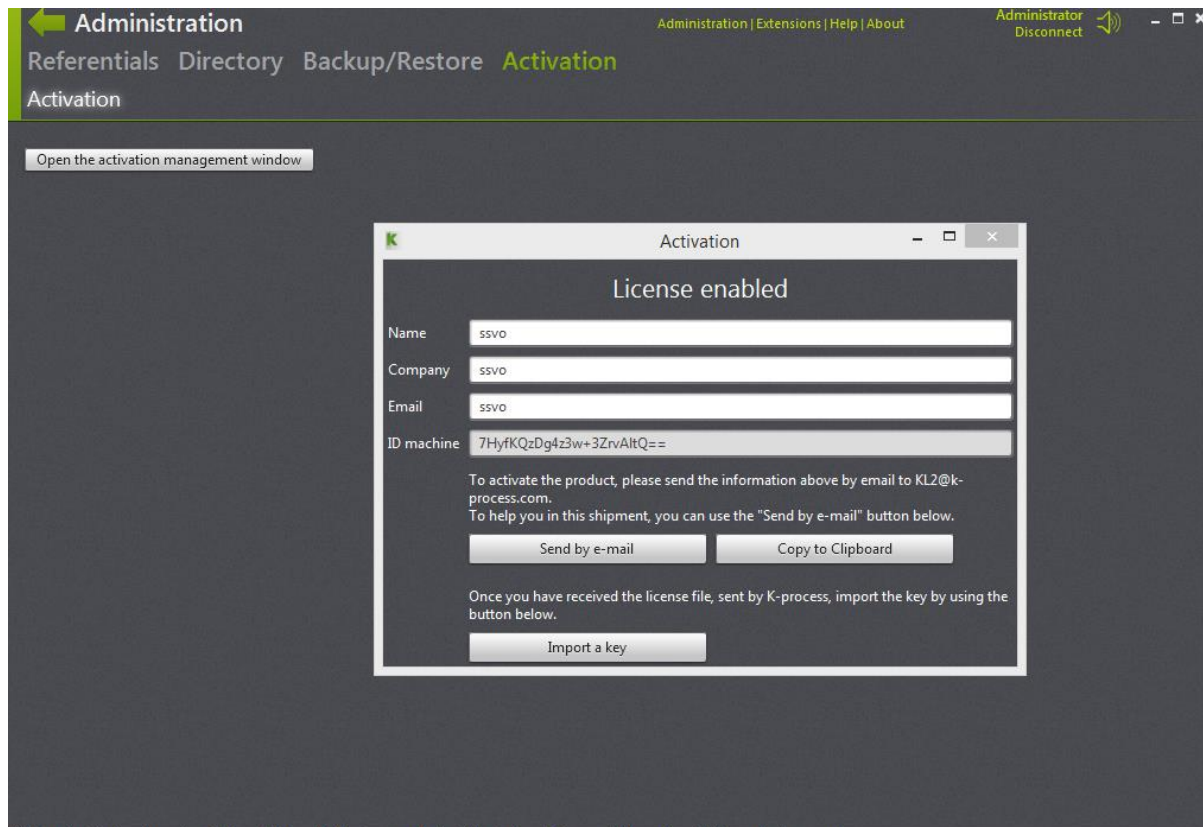 Administration
Administration | Extensions | Help | About
Administrator
Disconnect
Referentials Directory Backup/Restore Activation
Activation
Open the activation management window
K
Activation
License enabled
Name ssvo
Company ssvo
Email ssvo
ID machine 7HyfKQzDg4z3w+3ZrvAltQ==
To activate the product, please send the information above by email to KL2@k-
process.com.
To help you in this shipment, you can use the "Send by e-mail" button below.
Send by e-mail Copy to Clipboard
Once you have received the license file, sent by K-process, import the key by using the
button below.
Import a key